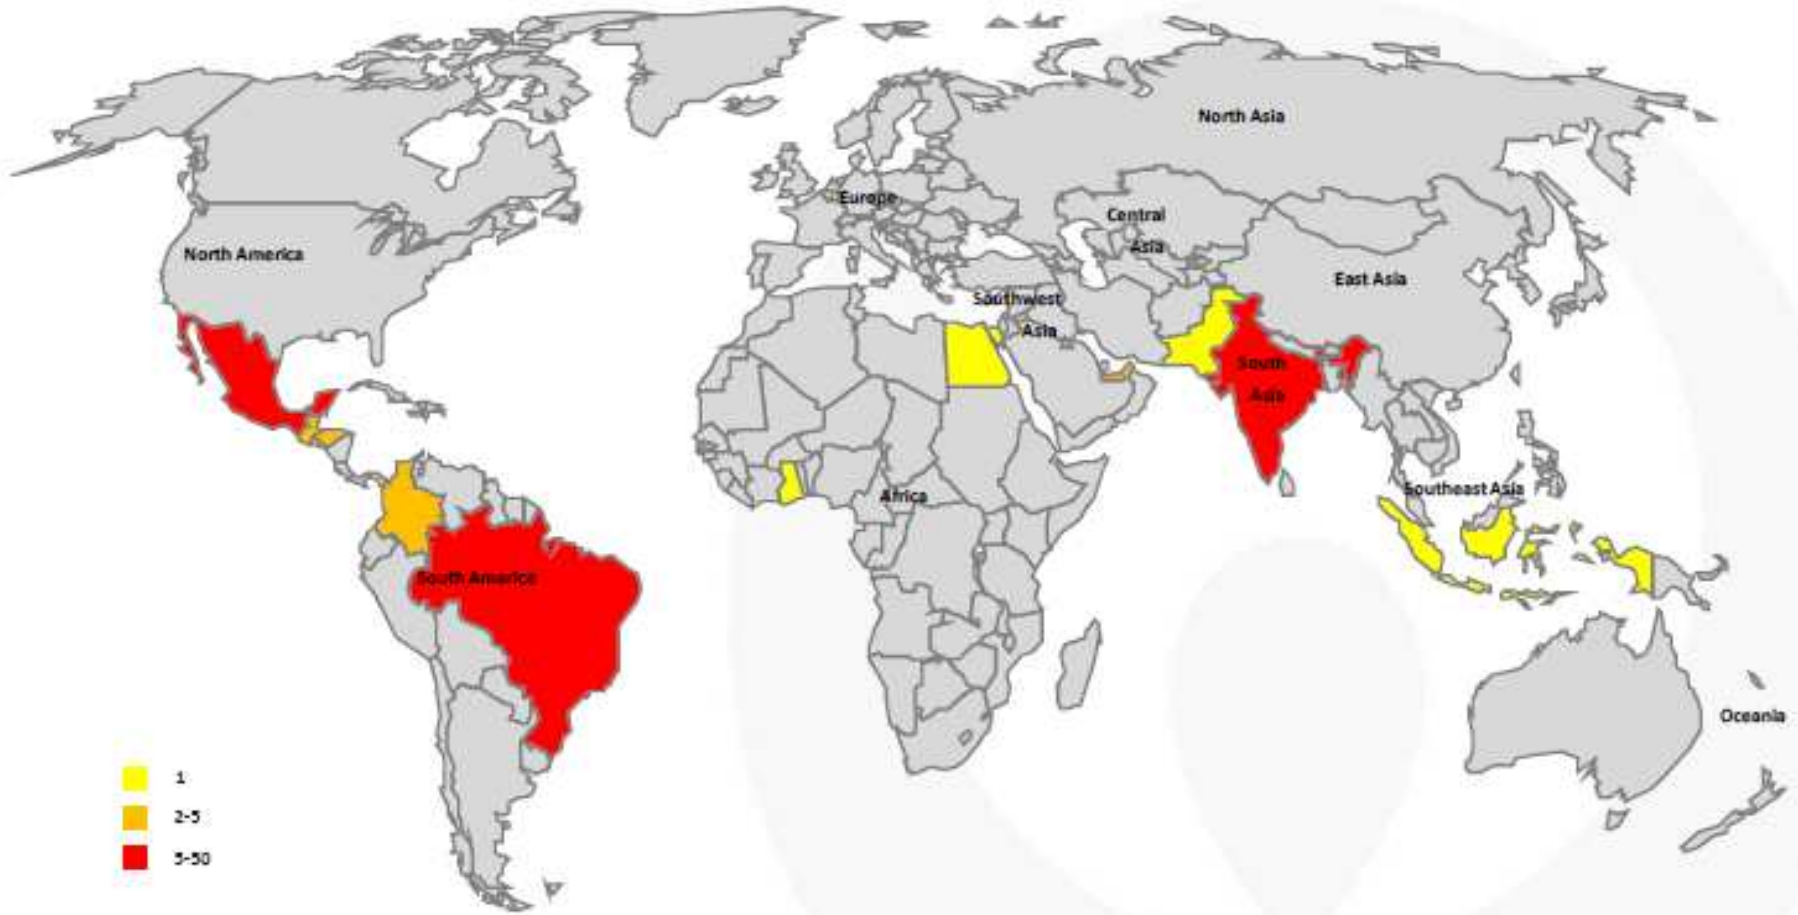 North Asia
Europe
Central
Asia
North America
East Asia
Southwest
Asia
South
Asia
Southeast Asia
Africa
South America
Oceania
1
2-5
5-50